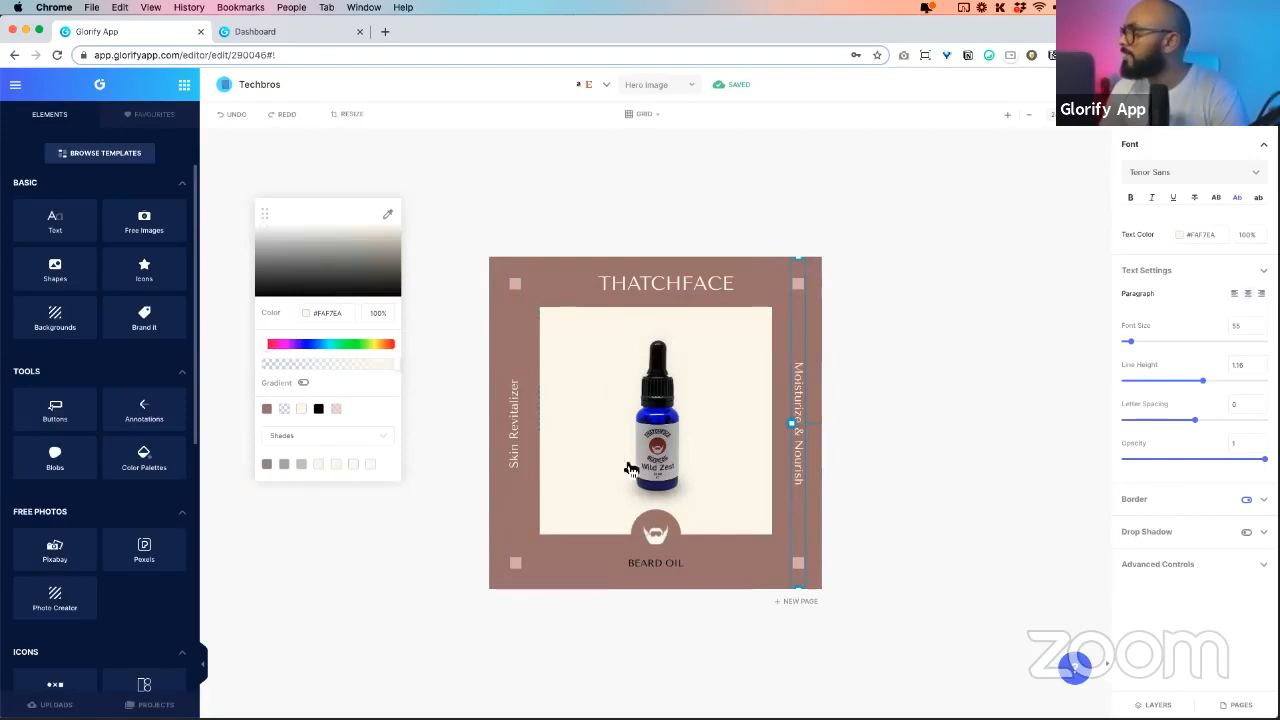 Chrome File Edit View History Bookmarks People Tab Window Help
Glorify App
Dashboard
app.glorifyapp.com/editor/edit/290046#!
Glorify App
Techbros
a E
Hero Image
SAVED
UNDO
REDO
RESIZE
GRID
ELEMENTS
FAVOURITES
BROWSE TEMPLATES
BASIC
Text
Free Images
Shapes
Icons
Backgrounds
Brand it
TOOLS
Buttons
Annotations
Blobs
Color Palettes
FREE PHOTOS
Pixabay
Pexels
Photo Creator
ICONS
UPLOADS
PROJECTS
Color
#FAF7EA
100%
Gradient
Shades
THATCHFACE
Skin Revitalizer
Moisturize & Nourish
THATCHFACE
Wild Zest
BEARD OIL
+ NEW PAGE
Font
Tenor Sans
B I U T AB Ab ab
Text Color
#FAF7EA
100%
Text Settings
Paragraph
Font Size
55
Line Height
1.16
Letter Spacing
0
Opacity
1
Border
Drop Shadow
Advanced Controls
zoom
?
LAYERS
PAGES